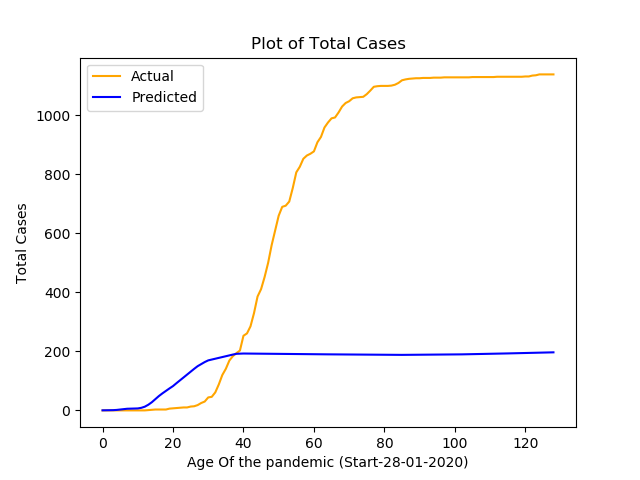 Plot of Total Cases
Actual
Predicted
1000
800
600
400
200
0
Total Cases
0 20 40 60 80 100 120
Age Of the pandemic (Start-28-01-2020)